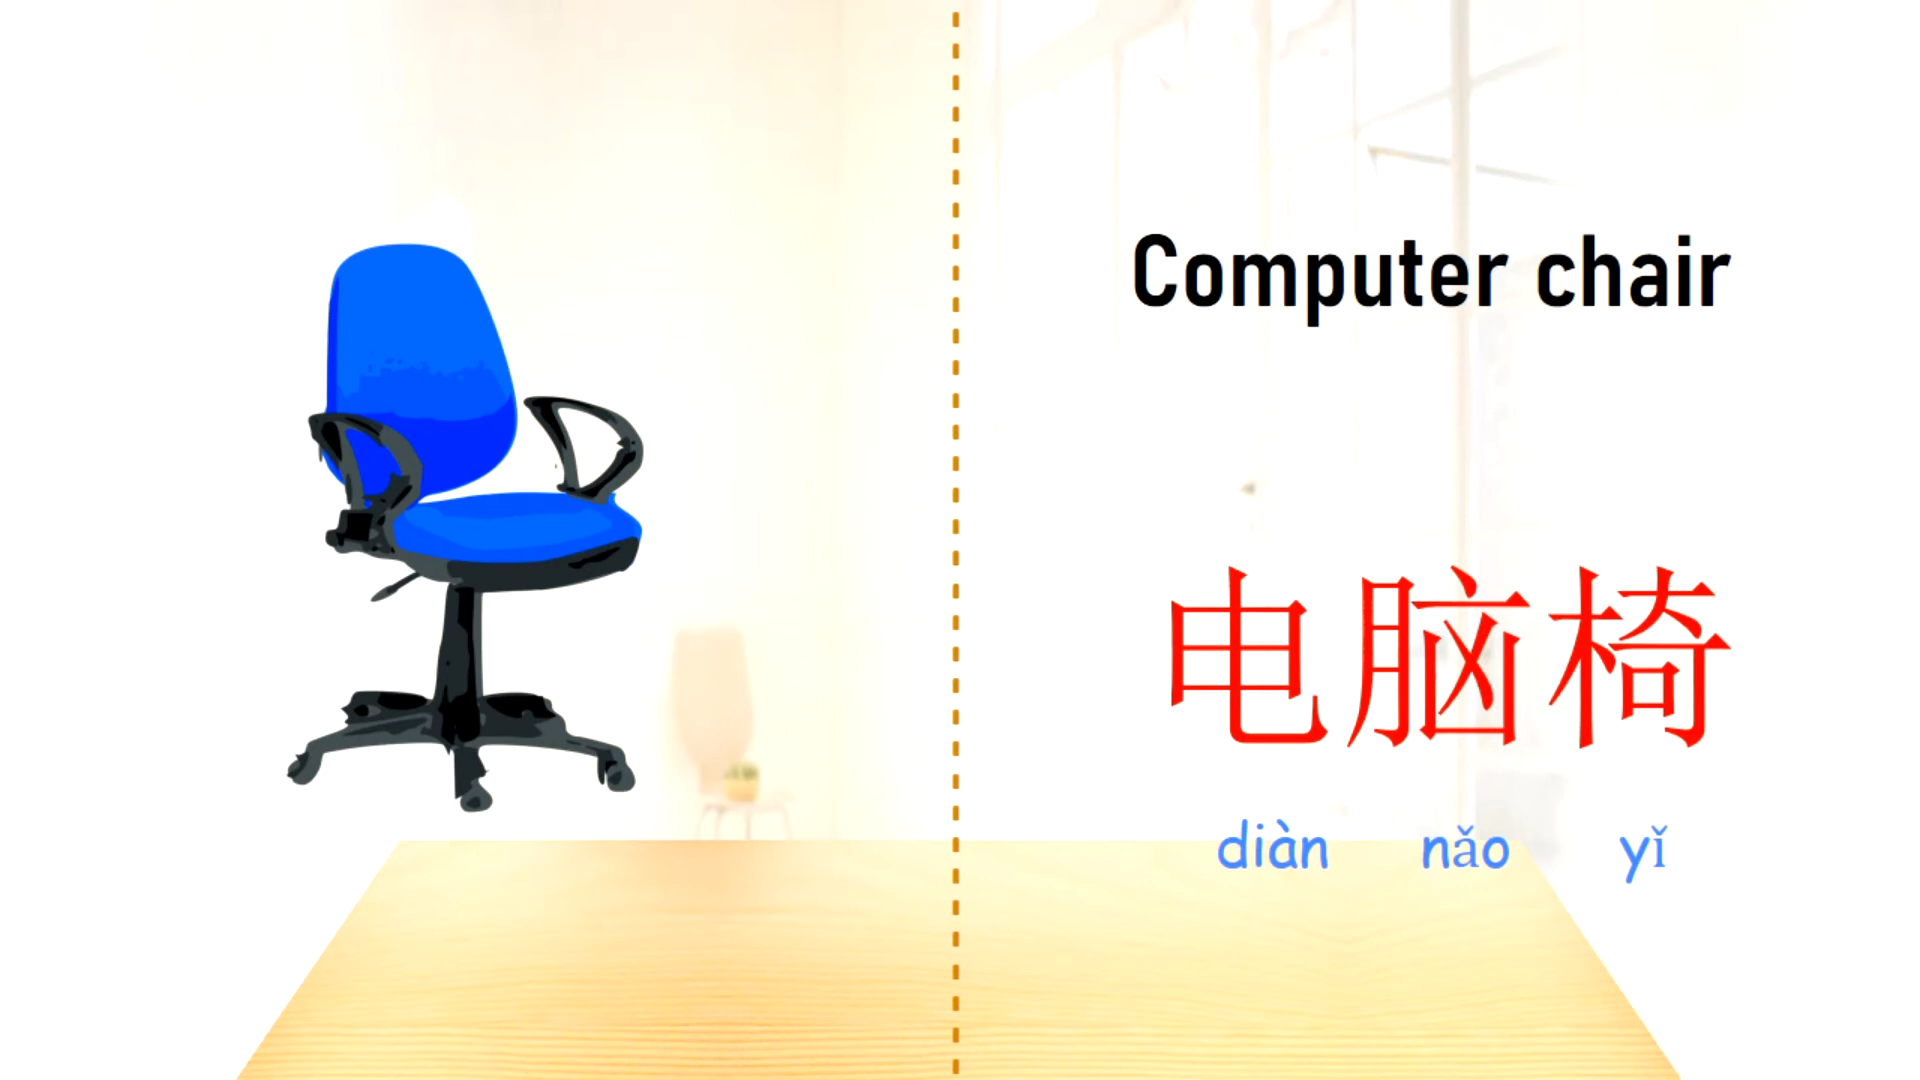 Computer chair
电脑椅
diàn nǎo yǐ